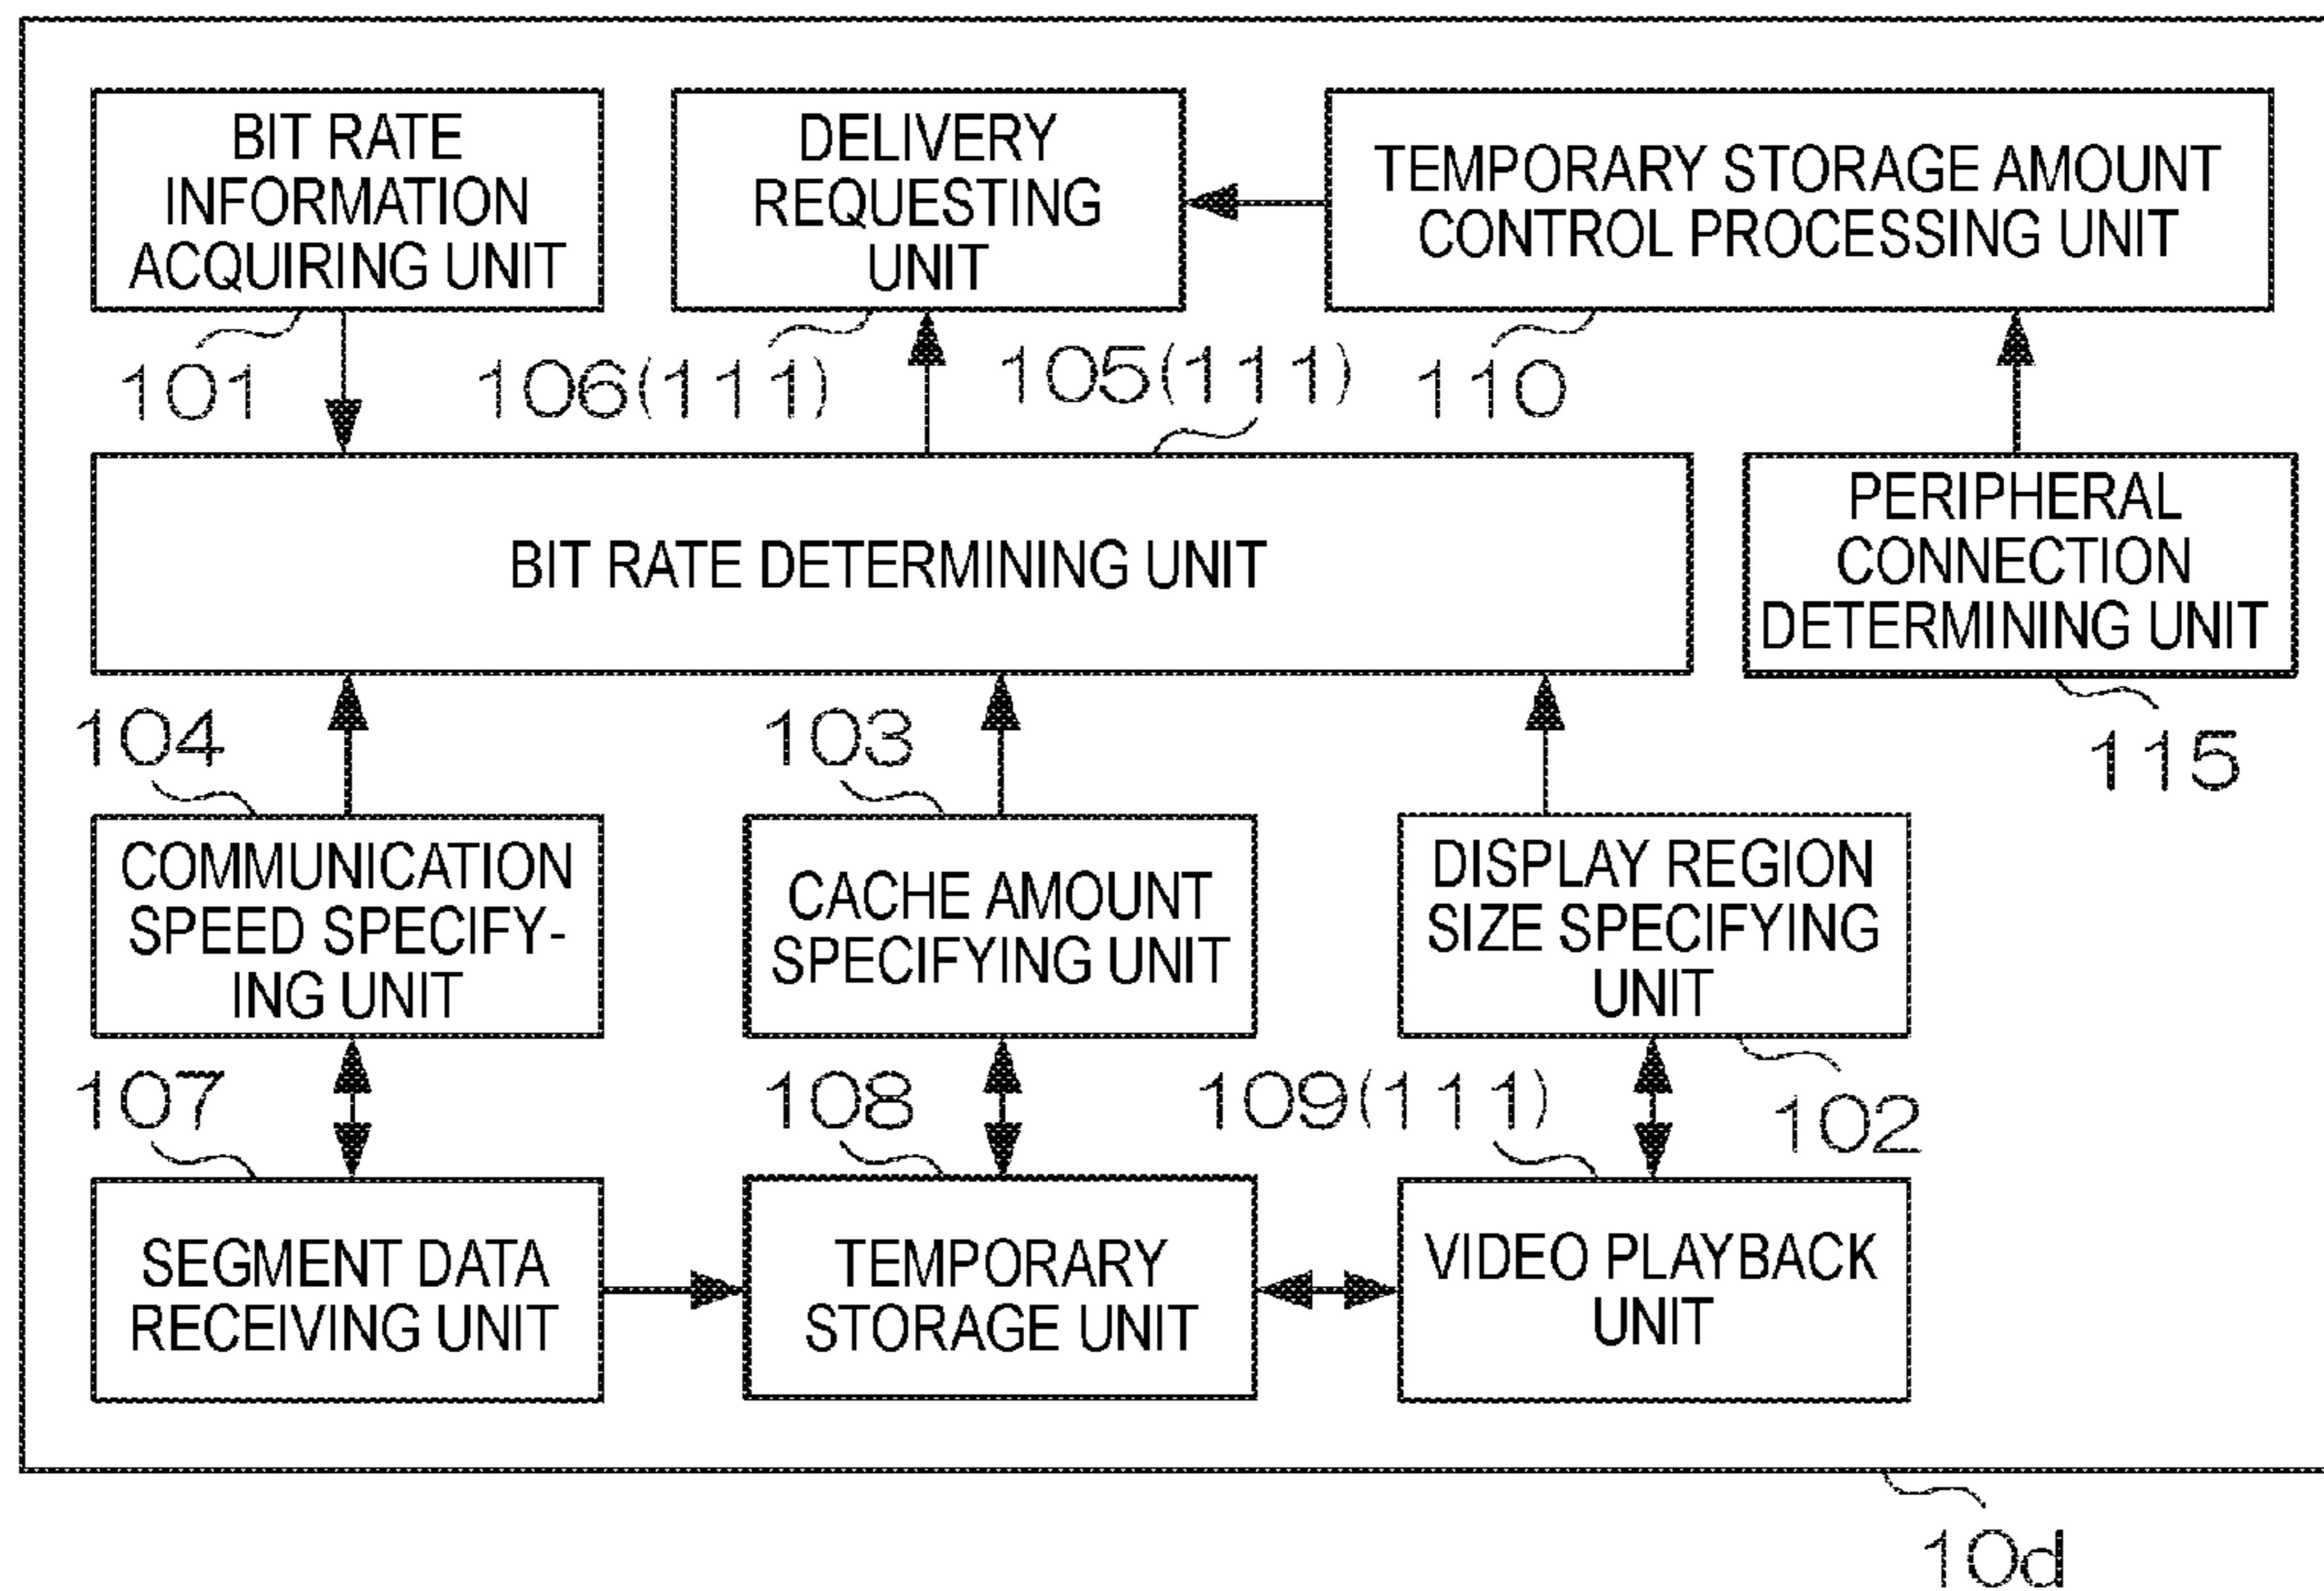 BIT RATE
INFORMATION
ACQUIRING UNIT
DELIVERY
REQUESTING
UNIT
TEMPORARY STORAGE AMOUNT
CONTROL PROCESSING UNIT
101
106(111)
105(111)
110
BIT RATE DETERMINING UNIT
PERIPHERAL
CONNECTION
DETERMINING UNIT
104
103
115
COMMUNICATION
SPEED SPECIFY-
ING UNIT
CACHE AMOUNT
SPECIFYING UNIT
DISPLAY REGION
SIZE SPECIFYING
UNIT
107
108
109(111)
102
SEGMENT DATA
RECEIVING UNIT
TEMPORARY
STORAGE UNIT
VIDEO PLAYBACK
UNIT
10d